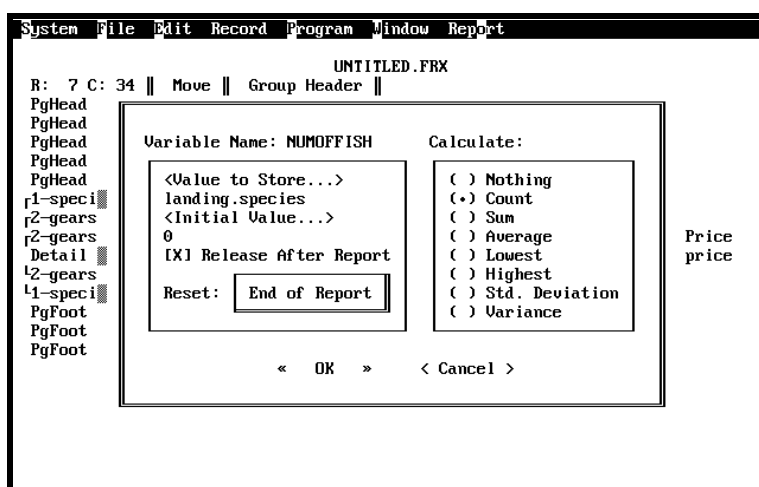 System File Edit Record Program Window Report
UNTITLED.FRX
R: 7 C: 34 ‖ Move ‖ Group Header ‖
PgHead
PgHead
PgHead
PgHead
PgHead
┌1-speci▒
┌2-gears
┌2-gears
Detail ▒
└2-gears
└1-speci▒
PgFoot
PgFoot
PgFoot
Variable Name: NUMOFFISH
<Value to Store...>
landing.species
<Initial Value...>
0
[X] Release After Report
Reset: End of Report
Calculate:
( ) Nothing
(•) Count
( ) Sum
( ) Average
( ) Lowest
( ) Highest
( ) Std. Deviation
( ) Variance
« OK » < Cancel >
Price
price